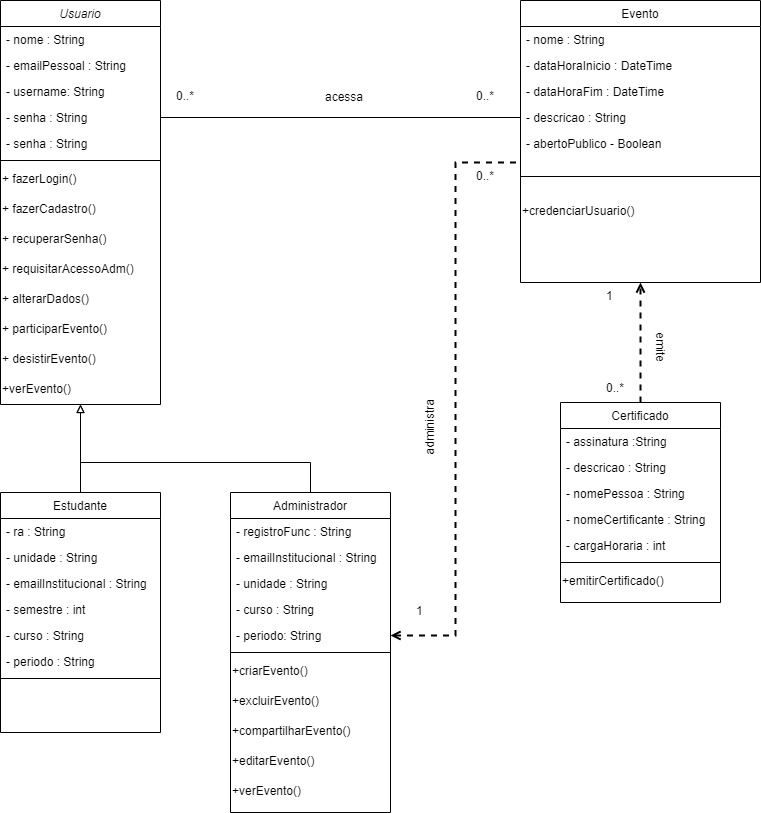 Usuario
- nome : String
- emailPessoal : String
- username: String
- senha : String
- senha : String
+ fazerLogin()
+ fazerCadastro()
+ recuperarSenha()
+ requisitarAcessoAdm()
+ alterarDados()
+ participarEvento()
+ desistirEvento()
+verEvento()
0..*
acessa
0..*
Evento
- nome : String
- dataHoraInicio : DateTime
- dataHoraFim : DateTime
- descricao : String
- abertoPublico - Boolean
+credenciarUsuario()
0..*
administra
1
1
emite
0..*
Certificado
- assinatura :String
- descricao : String
- nomePessoa : String
- nomeCertificante : String
- cargaHoraria : int
+emitirCertificado()
Estudante
- ra : String
- unidade : String
- emailInstitucional : String
- semestre : int
- curso : String
- periodo : String
Administrador
- registroFunc : String
- emailInstitucional : String
- unidade : String
- curso : String
- periodo: String
+criarEvento()
+excluirEvento()
+compartilharEvento()
+editarEvento()
+verEvento()